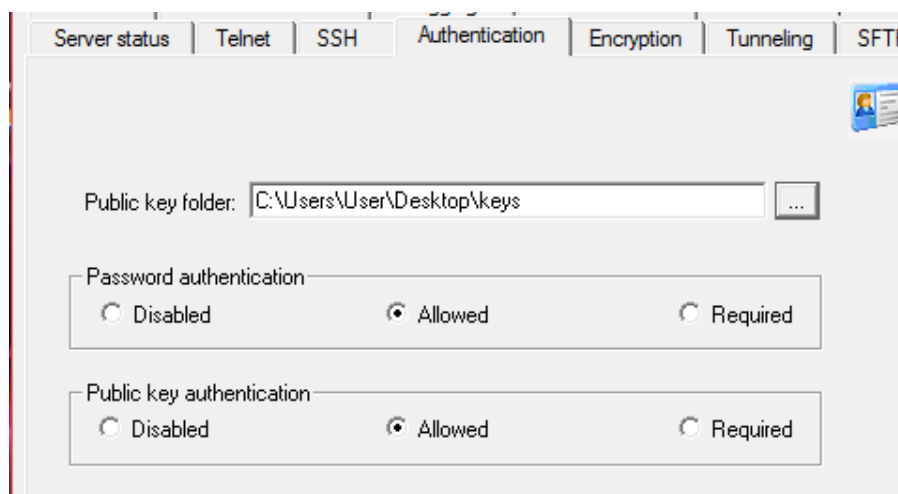 Server status Telnet SSH Authentication Encryption Tunneling
Public key folder: C:\Users\User\Desktop\keys ...
Password authentication
Disabled Allowed Required
Public key authentication
Disabled Allowed Required